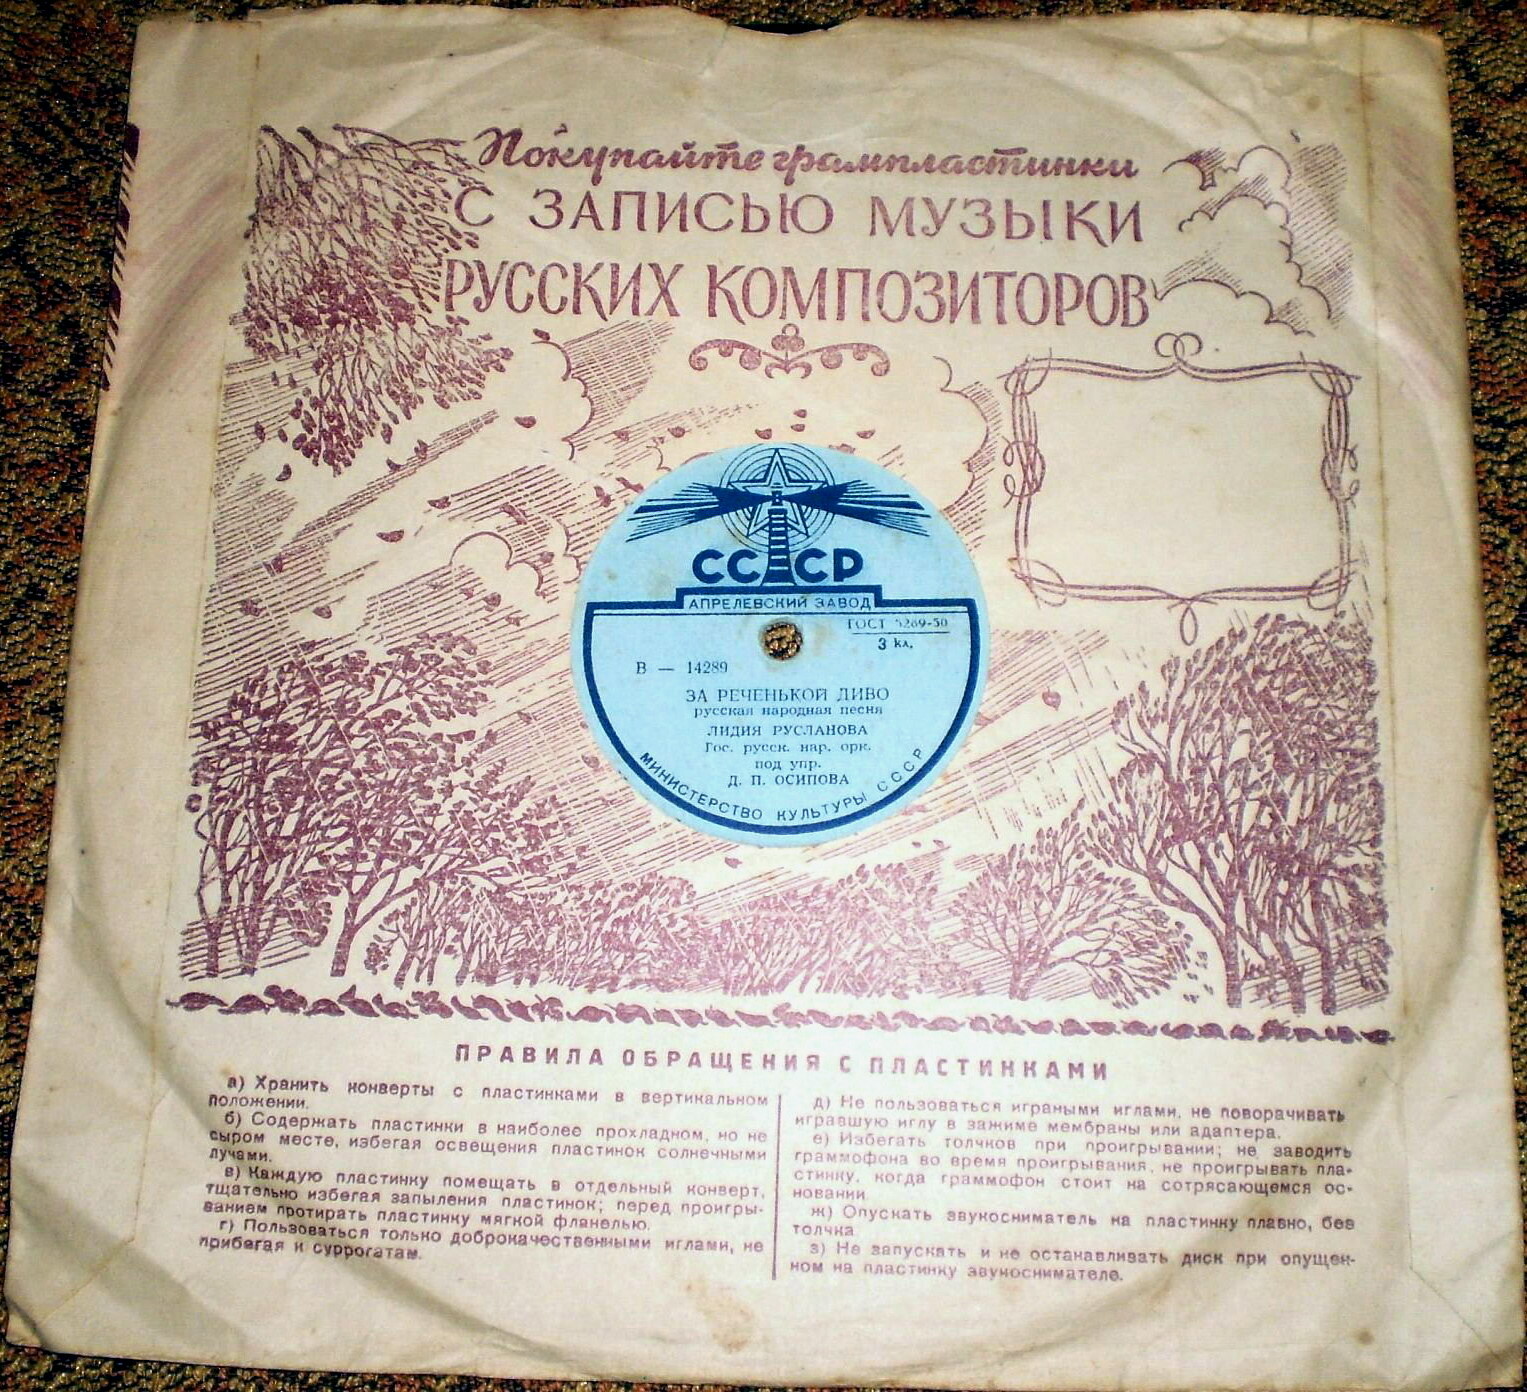 Покупайте грампластинки
С ЗАПИСЬЮ МУЗЫКИ
РУССКИХ КОМПОЗИТОРОВ
СССР
АПРЕЛЕВСКИЙ ЗАВОД
ГОСТ 5289-50
3 кл.
В — 14289
ЗА РЕЧЕНЬКОЙ ДИВО
русская народная песня
ЛИДИЯ РУСЛАНОВА
Гос. русск. нар. орк.
под упр.
Д. П. ОСИПОВА
МИНИСТЕРСТВО КУЛЬТУРЫ СССР
ПРАВИЛА ОБРАЩЕНИЯ С ПЛАСТИНКАМИ
а) Хранить конверты с пластинками в вертикальном
положении.
б) Содержать пластинки в наиболее прохладном, но не
сыром месте, избегая освещения пластинок солнечными
лучами.
в) Каждую пластинку помещать в отдельный конверт,
тщательно избегая запыления пластинок; перед проигры-
ванием протирать пластинку мягкой фланелью.
г) Пользоваться только доброкачественными иглами, не
прибегая к суррогатам.
д) Не пользоваться играными иглами, не поворачивать
игравшую иглу в зажиме мембраны или адаптера.
е) Избегать толчков при проигрывании; не заводить
граммофона во время проигрывания, не проигрывать пла-
стинку, когда граммофон стоит на сотрясающемся ос-
новании.
ж) Опускать звукосниматель на пластинку плавно, без
толчка
з) Не запускать и не останавливать диск при опущен-
ном на пластинку звукоснимателе.